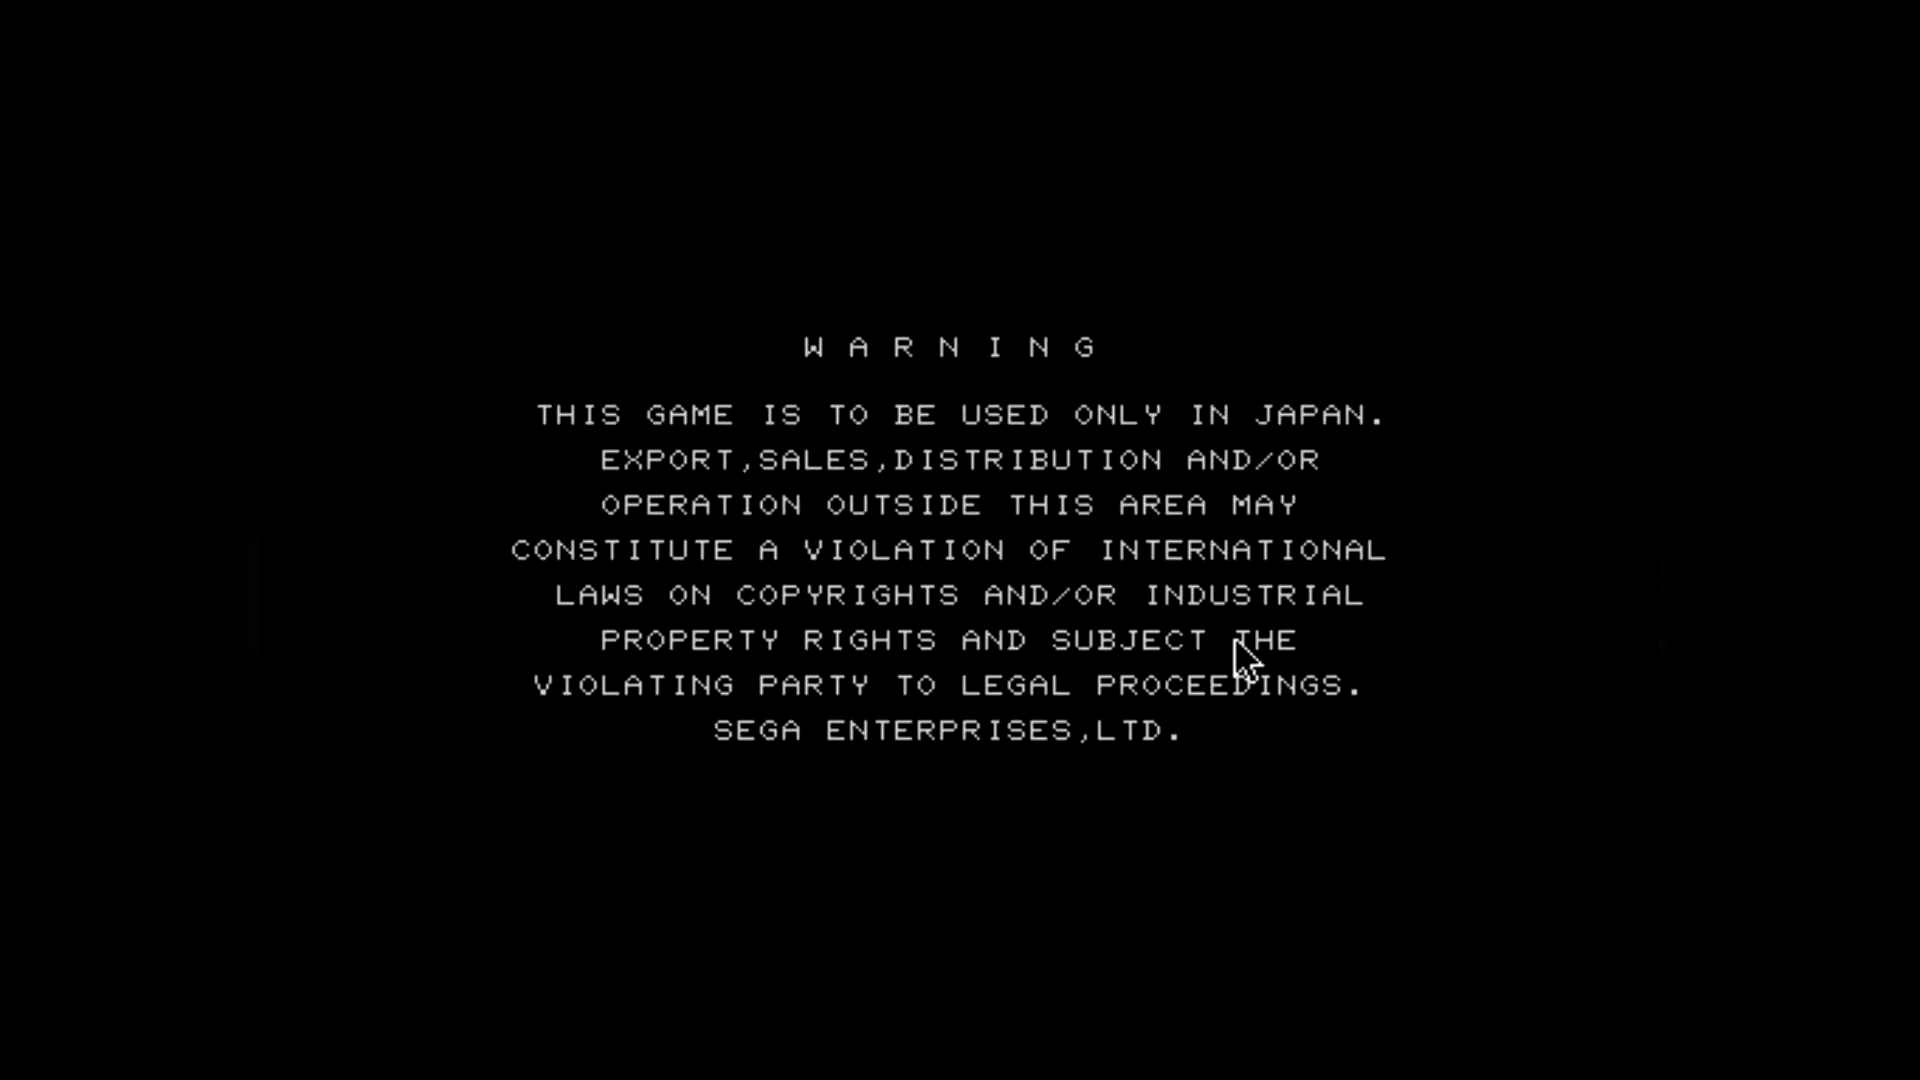 W A R N I N G
THIS GAME IS TO BE USED ONLY IN JAPAN.
EXPORT,SALES,DISTRIBUTION AND/OR
OPERATION OUTSIDE THIS AREA MAY
CONSTITUTE A VIOLATION OF INTERNATIONAL
LAWS ON COPYRIGHTS AND/OR INDUSTRIAL
PROPERTY RIGHTS AND SUBJECT THE
VIOLATING PARTY TO LEGAL PROCEEDINGS.
SEGA ENTERPRISES,LTD.